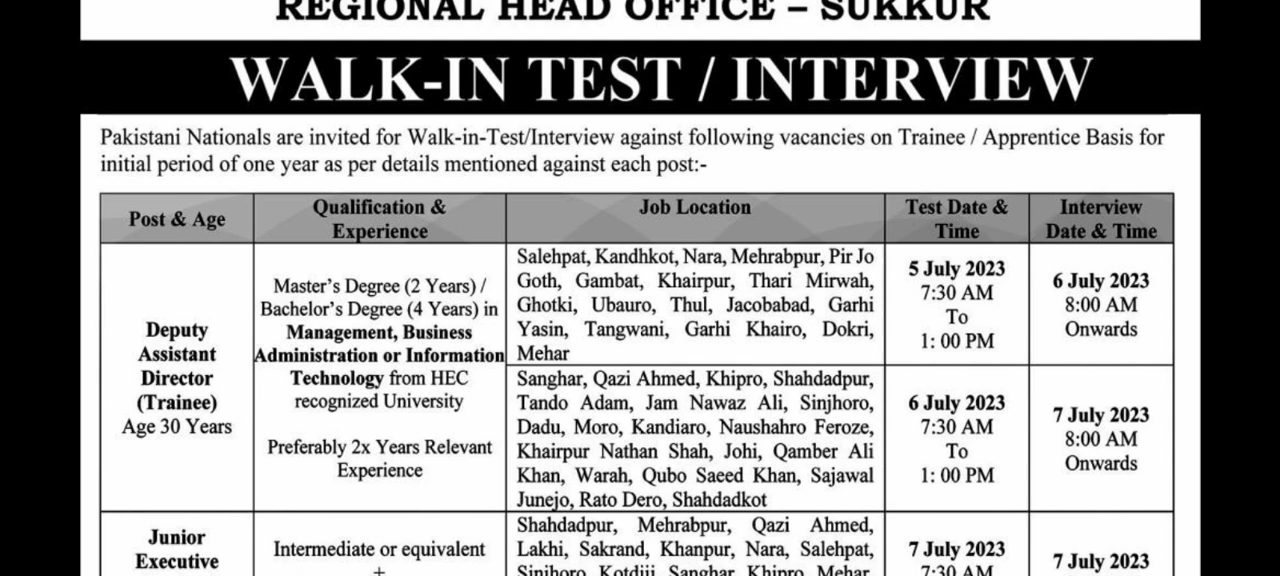 REGIONAL HEAD OFFICE – SUKKUR
WALK-IN TEST / INTERVIEW
Pakistani Nationals are invited for Walk-in-Test/Interview against following vacancies on Trainee / Apprentice Basis for
initial period of one year as per details mentioned against each post:-
Post & Age
Qualification &
Experience
Job Location
Test Date &
Time
Interview
Date & Time
Deputy
Assistant
Director
(Trainee)
Age 30 Years
Master’s Degree (2 Years) /
Bachelor’s Degree (4 Years) in
Management, Business
Administration or Information
Technology from HEC
recognized University
Preferably 2x Years Relevant
Experience
Salehpat, Kandhkot, Nara, Mehrabpur, Pir Jo
Goth, Gambat, Khairpur, Thari Mirwah,
Ghotki, Ubauro, Thul, Jacobabad, Garhi
Yasin, Tangwani, Garhi Khairo, Dokri,
Mehar
5 July 2023
7:30 AM
To
1: 00 PM
6 July 2023
8:00 AM
Onwards
Sanghar, Qazi Ahmed, Khipro, Shahdadpur,
Tando Adam, Jam Nawaz Ali, Sinjhoro,
Dadu, Moro, Kandiaro, Naushahro Feroze,
Khairpur Nathan Shah, Johi, Qamber Ali
Khan, Warah, Qubo Saeed Khan, Sajawal
Junejo, Rato Dero, Shahdadkot
6 July 2023
7:30 AM
To
1: 00 PM
7 July 2023
8:00 AM
Onwards
Junior
Executive
Intermediate or equivalent
+
Shahdadpur, Mehrabpur, Qazi Ahmed,
Lakhi, Sakrand, Khanpur, Nara, Salehpat,
Sinjhoro, Kotdiji, Sanghar, Khipro, Mehar,
7 July 2023
7:30 AM
7 July 2023